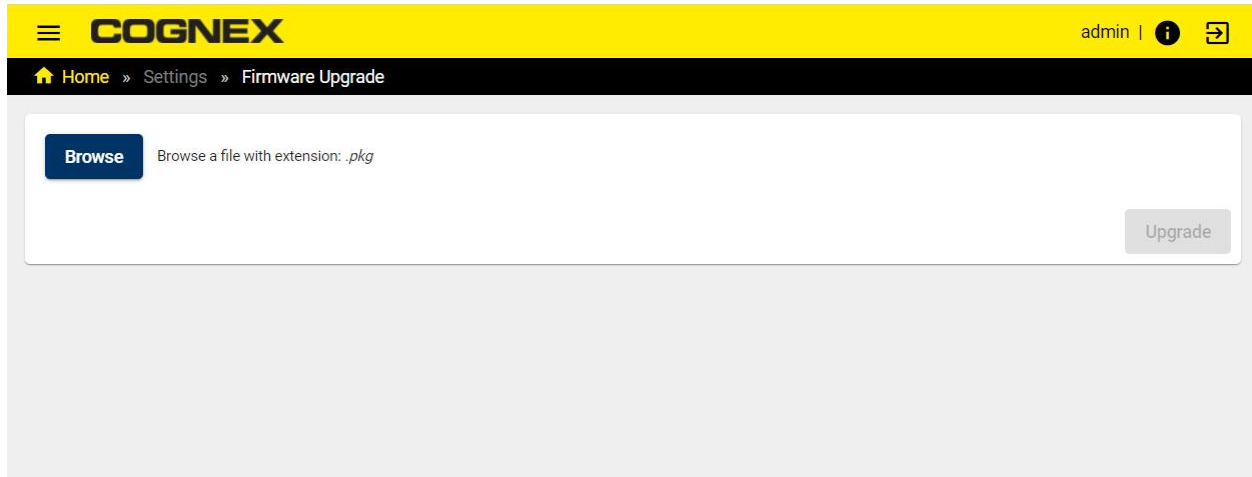 COGNEX
admin |
Home » Settings » Firmware Upgrade
Browse
Browse a file with extension: .pkg
Upgrade